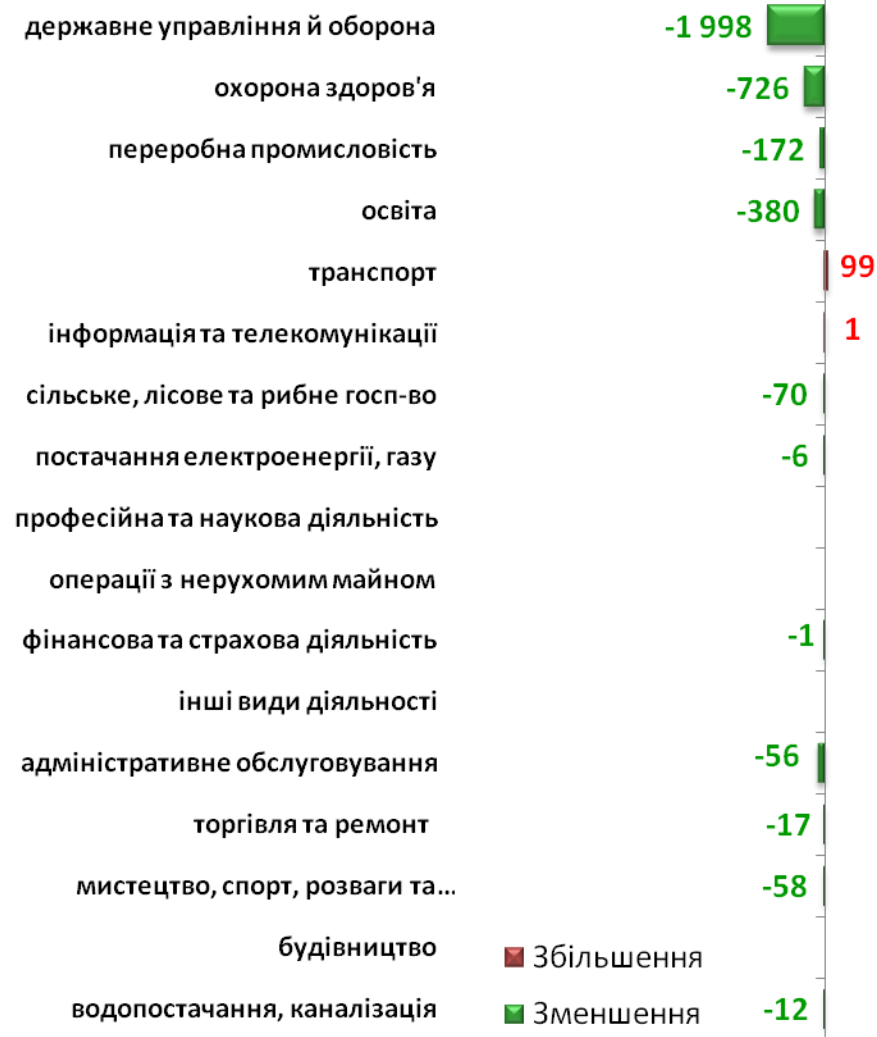 державне управління й оборона -1 998
охорона здоров'я -726
переробна промисловість -172
освіта -380
транспорт 99
інформація та телекомунікації 1
сільське, лісове та рибне госп-во -70
постачання електроенергії, газу -6
професійна та наукова діяльність
операції з нерухомим майном
фінансова та страхова діяльність -1
інші види діяльності
адміністративне обслуговування -56
торгівля та ремонт -17
мистецтво, спорт, розваги та... -58
будівництво
Збільшення
водопостачання, каналізація -12
Зменшення